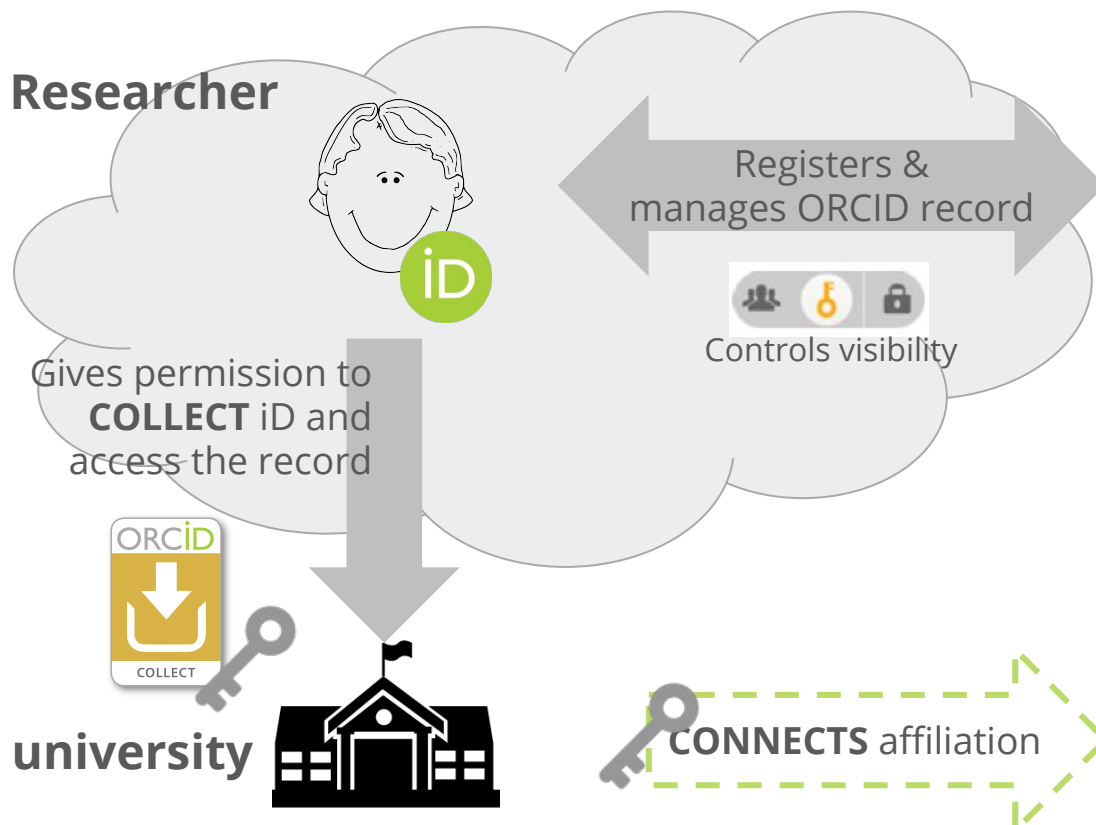 Researcher
Registers &
manages ORCID record
iD
Controls visibility
Gives permission to
COLLECT iD and
access the record
ORCiD
COLLECT
university
CONNECTS affiliation